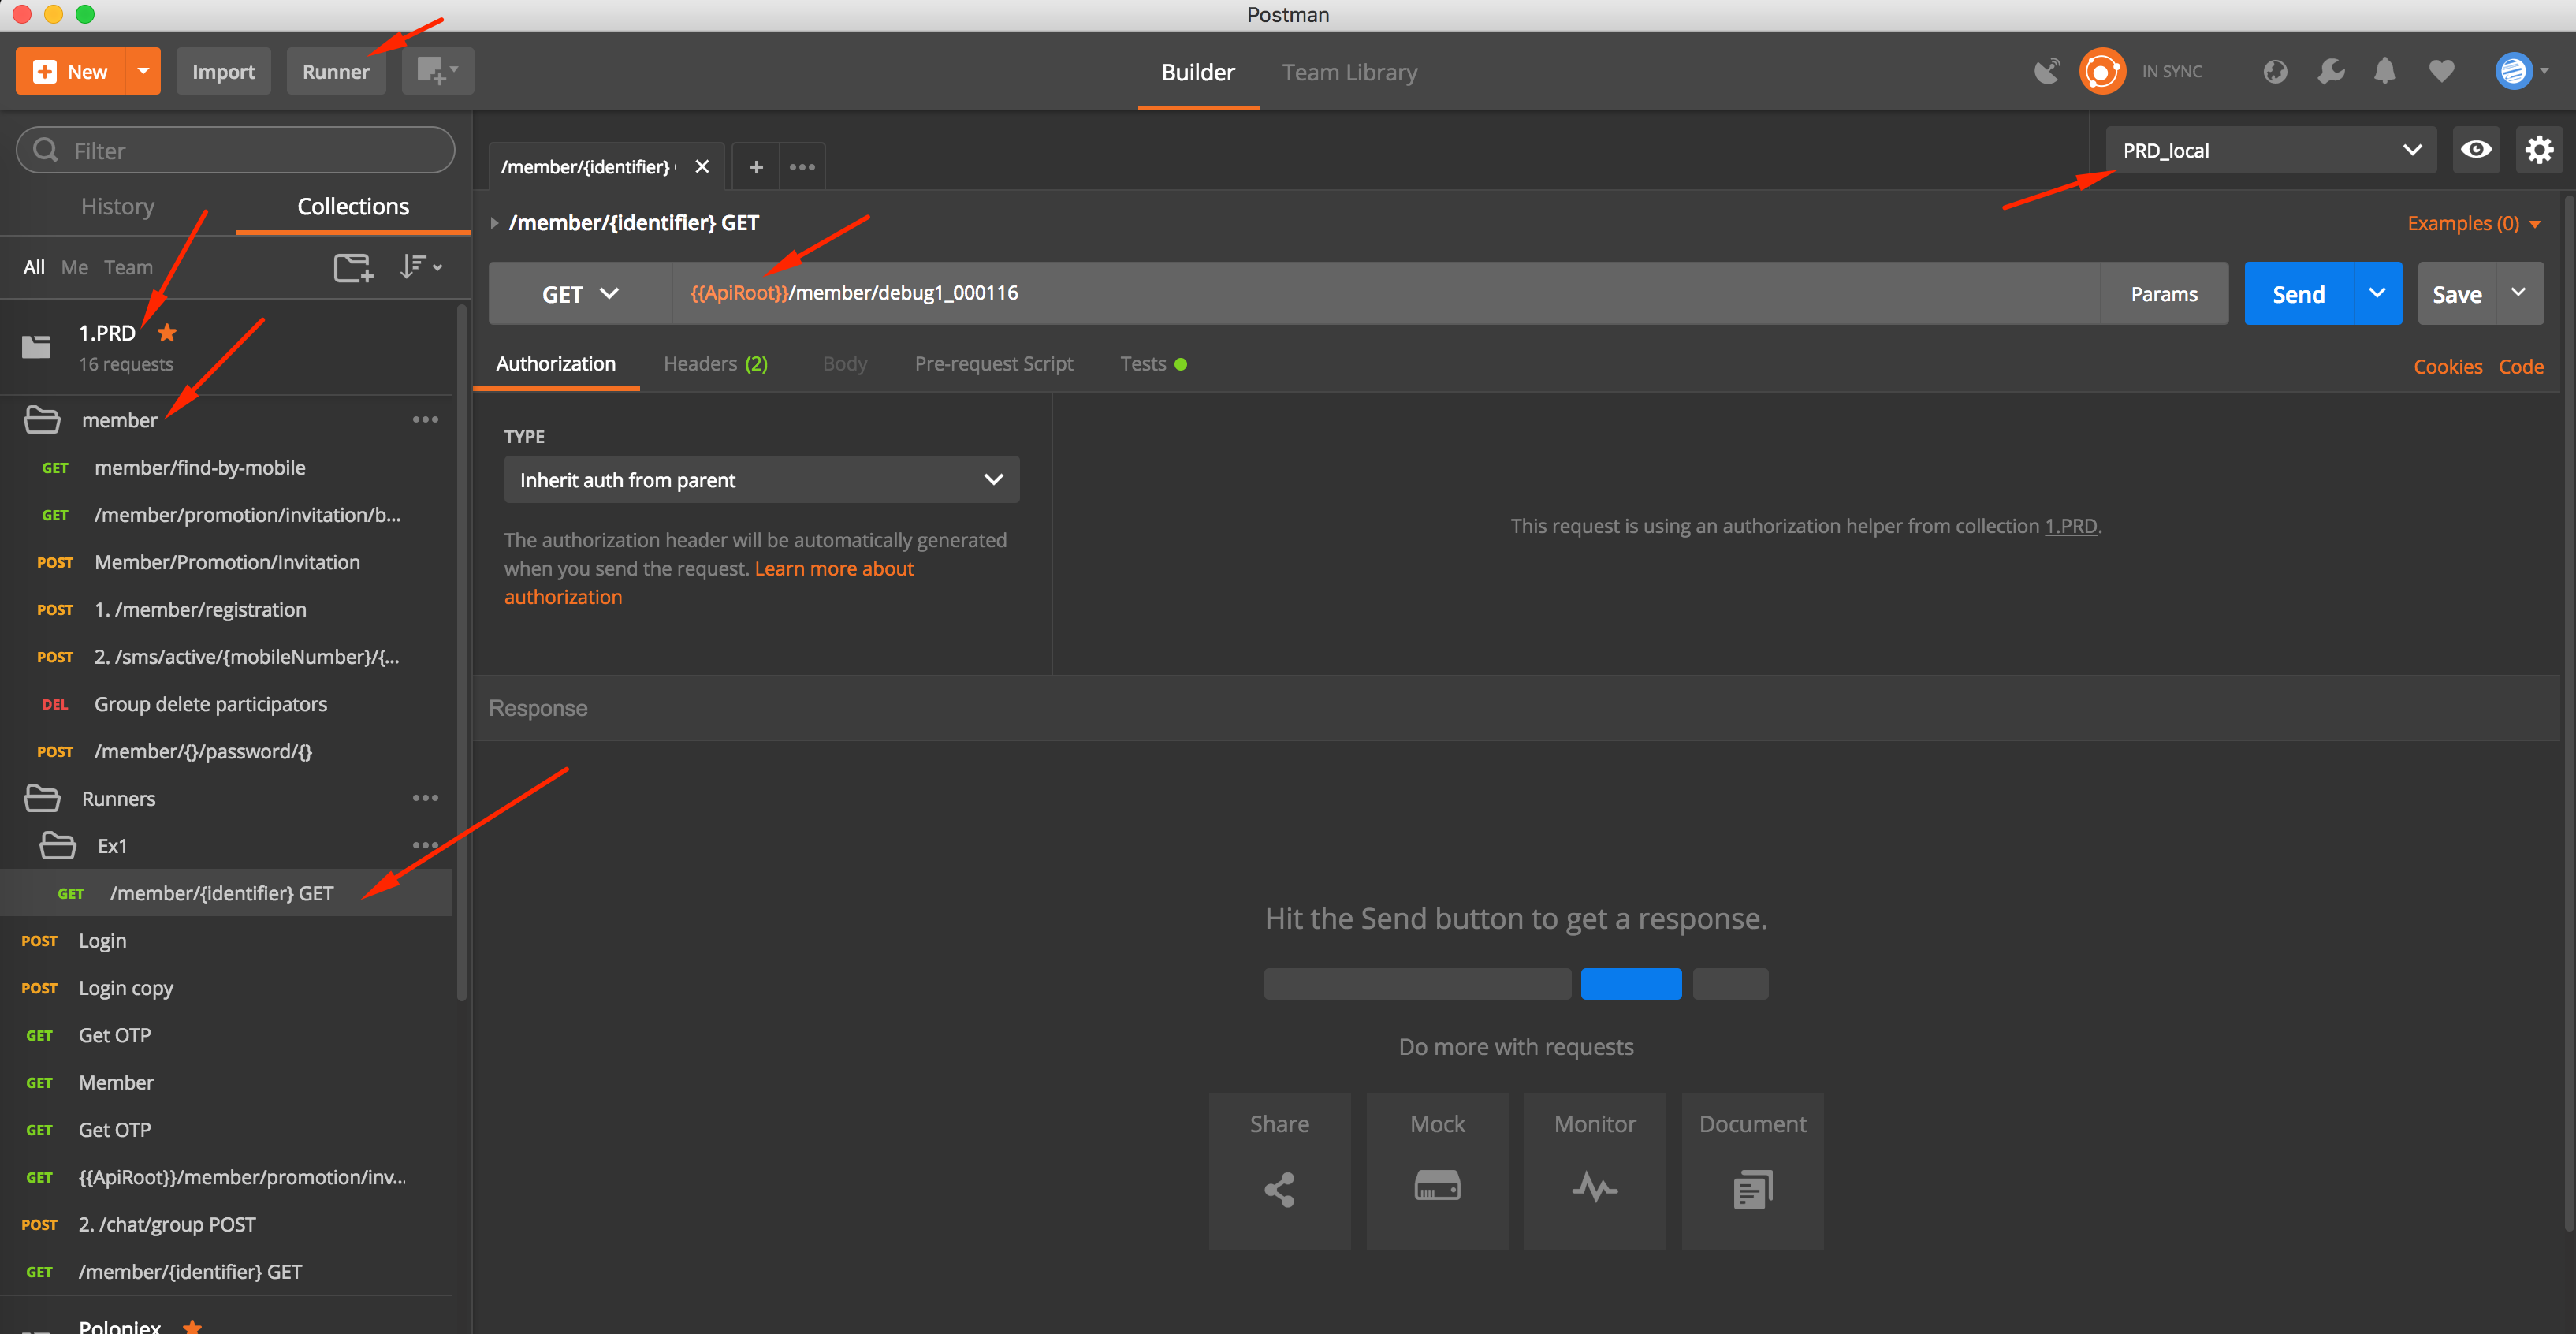 Postman
New
Import
Runner
Builder
Team Library
IN SYNC
Filter
History
Collections
All Me Team
1.PRD
16 requests
member
GET member/find-by-mobile
GET /member/promotion/invitation/b...
POST Member/Promotion/Invitation
POST 1. /member/registration
POST 2. /sms/active/{mobileNumber}/{...
DEL Group delete participators
POST /member/{}/password/{}
Runners
Ex1
GET /member/{identifier} GET
POST Login
POST Login copy
GET Get OTP
GET Member
GET Get OTP
GET {{ApiRoot}}/member/promotion/inv...
POST 2. /chat/group POST
GET /member/{identifier} GET
Poloniex
/member/{identifier}
PRD_local
/member/{identifier} GET
Examples (0)
GET
{{ApiRoot}}/member/debug1_000116
Params
Send
Save
Authorization
Headers (2)
Body
Pre-request Script
Tests
Cookies Code
TYPE
Inherit auth from parent
The authorization header will be automatically generated
when you send the request. Learn more about
authorization
This request is using an authorization helper from collection 1.PRD.
Response
Hit the Send button to get a response.
Do more with requests
Share
Mock
Monitor
Document